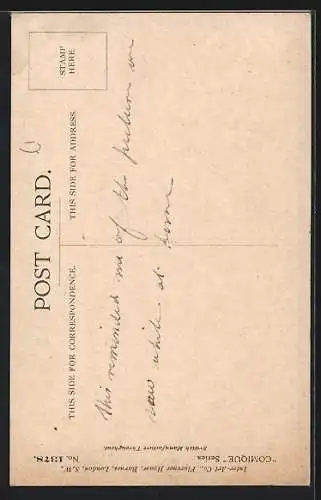 POST CARD.
STAMP
HERE
THIS SIDE FOR CORRESPONDENCE.
THIS SIDE FOR ADDRESS.
this reminded me of the picture we
saw while at home
"COMIQUE" Series No. 1378.
Inter-Art Co., Florence House, Barnes, London, S.W.
British Manufacture Throughout.